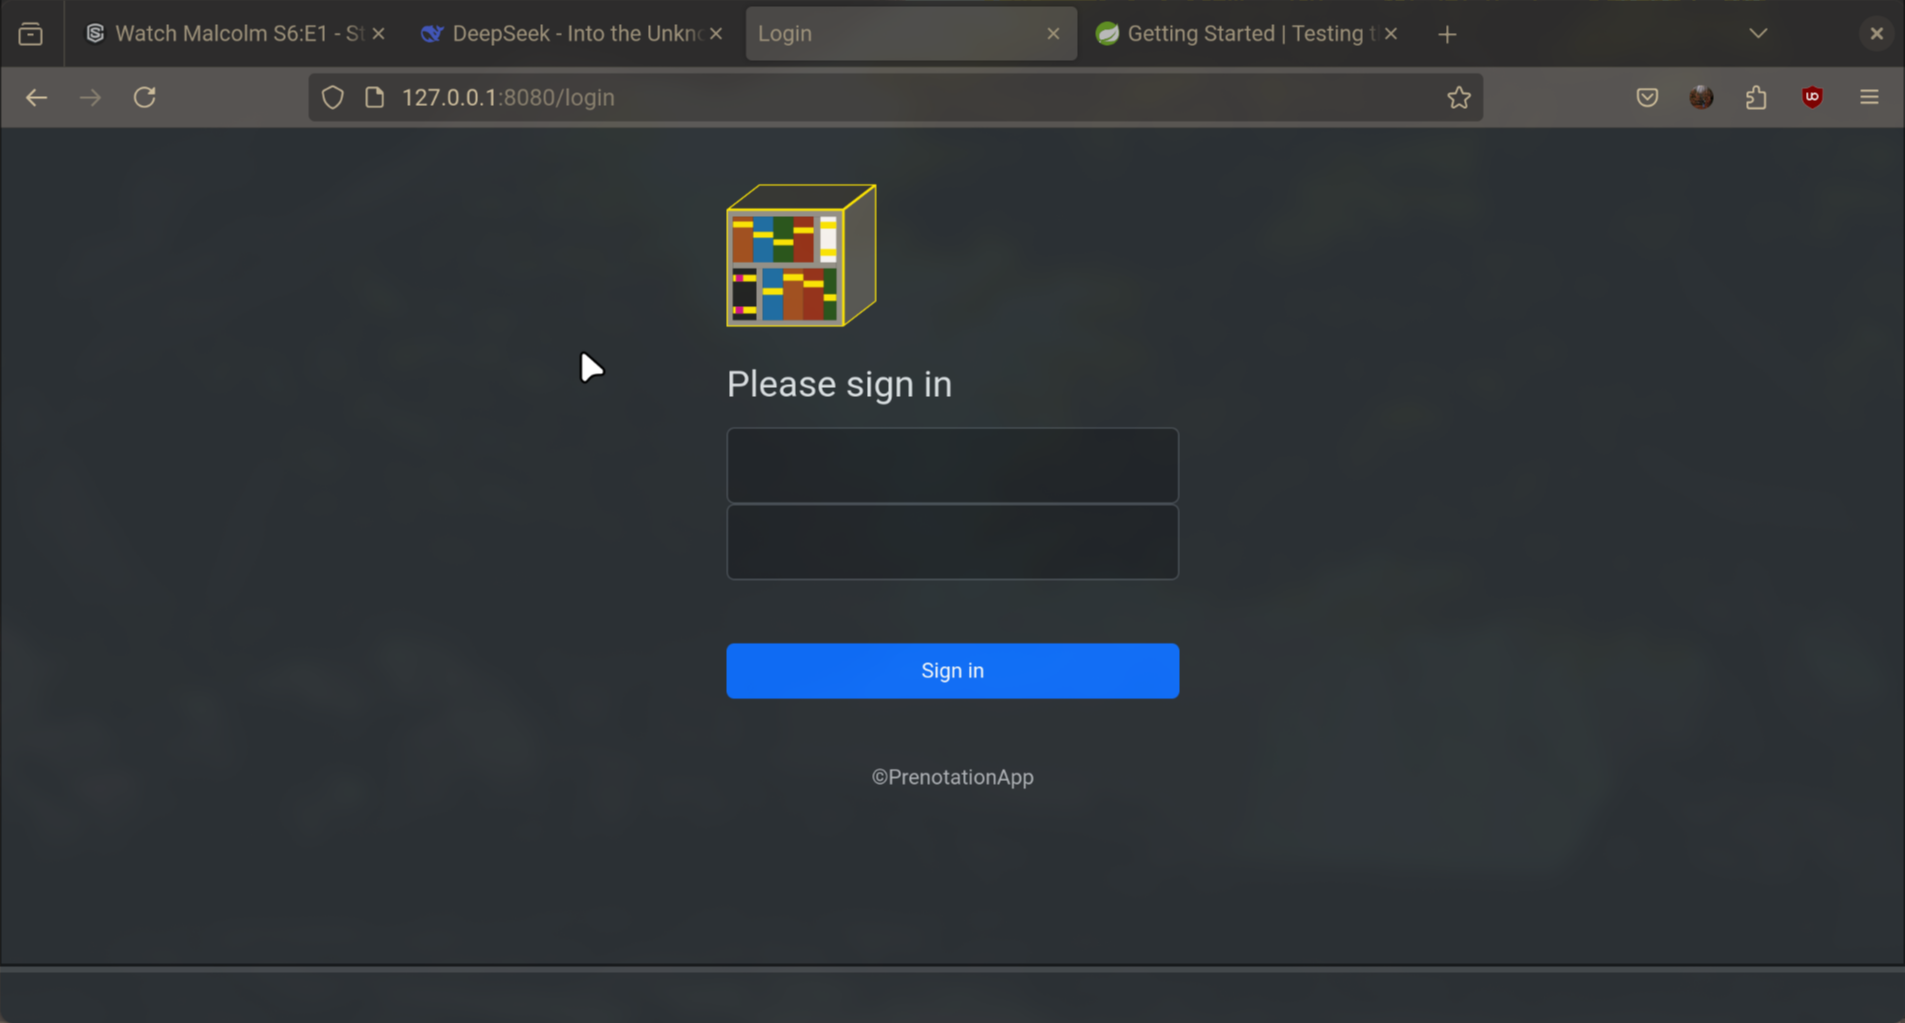 Watch Malcolm S6:E1 - St
DeepSeek - Into the Unkno
Login
Getting Started | Testing t
127.0.0.1:8080/login
Please sign in
Sign in
©PrenotationApp